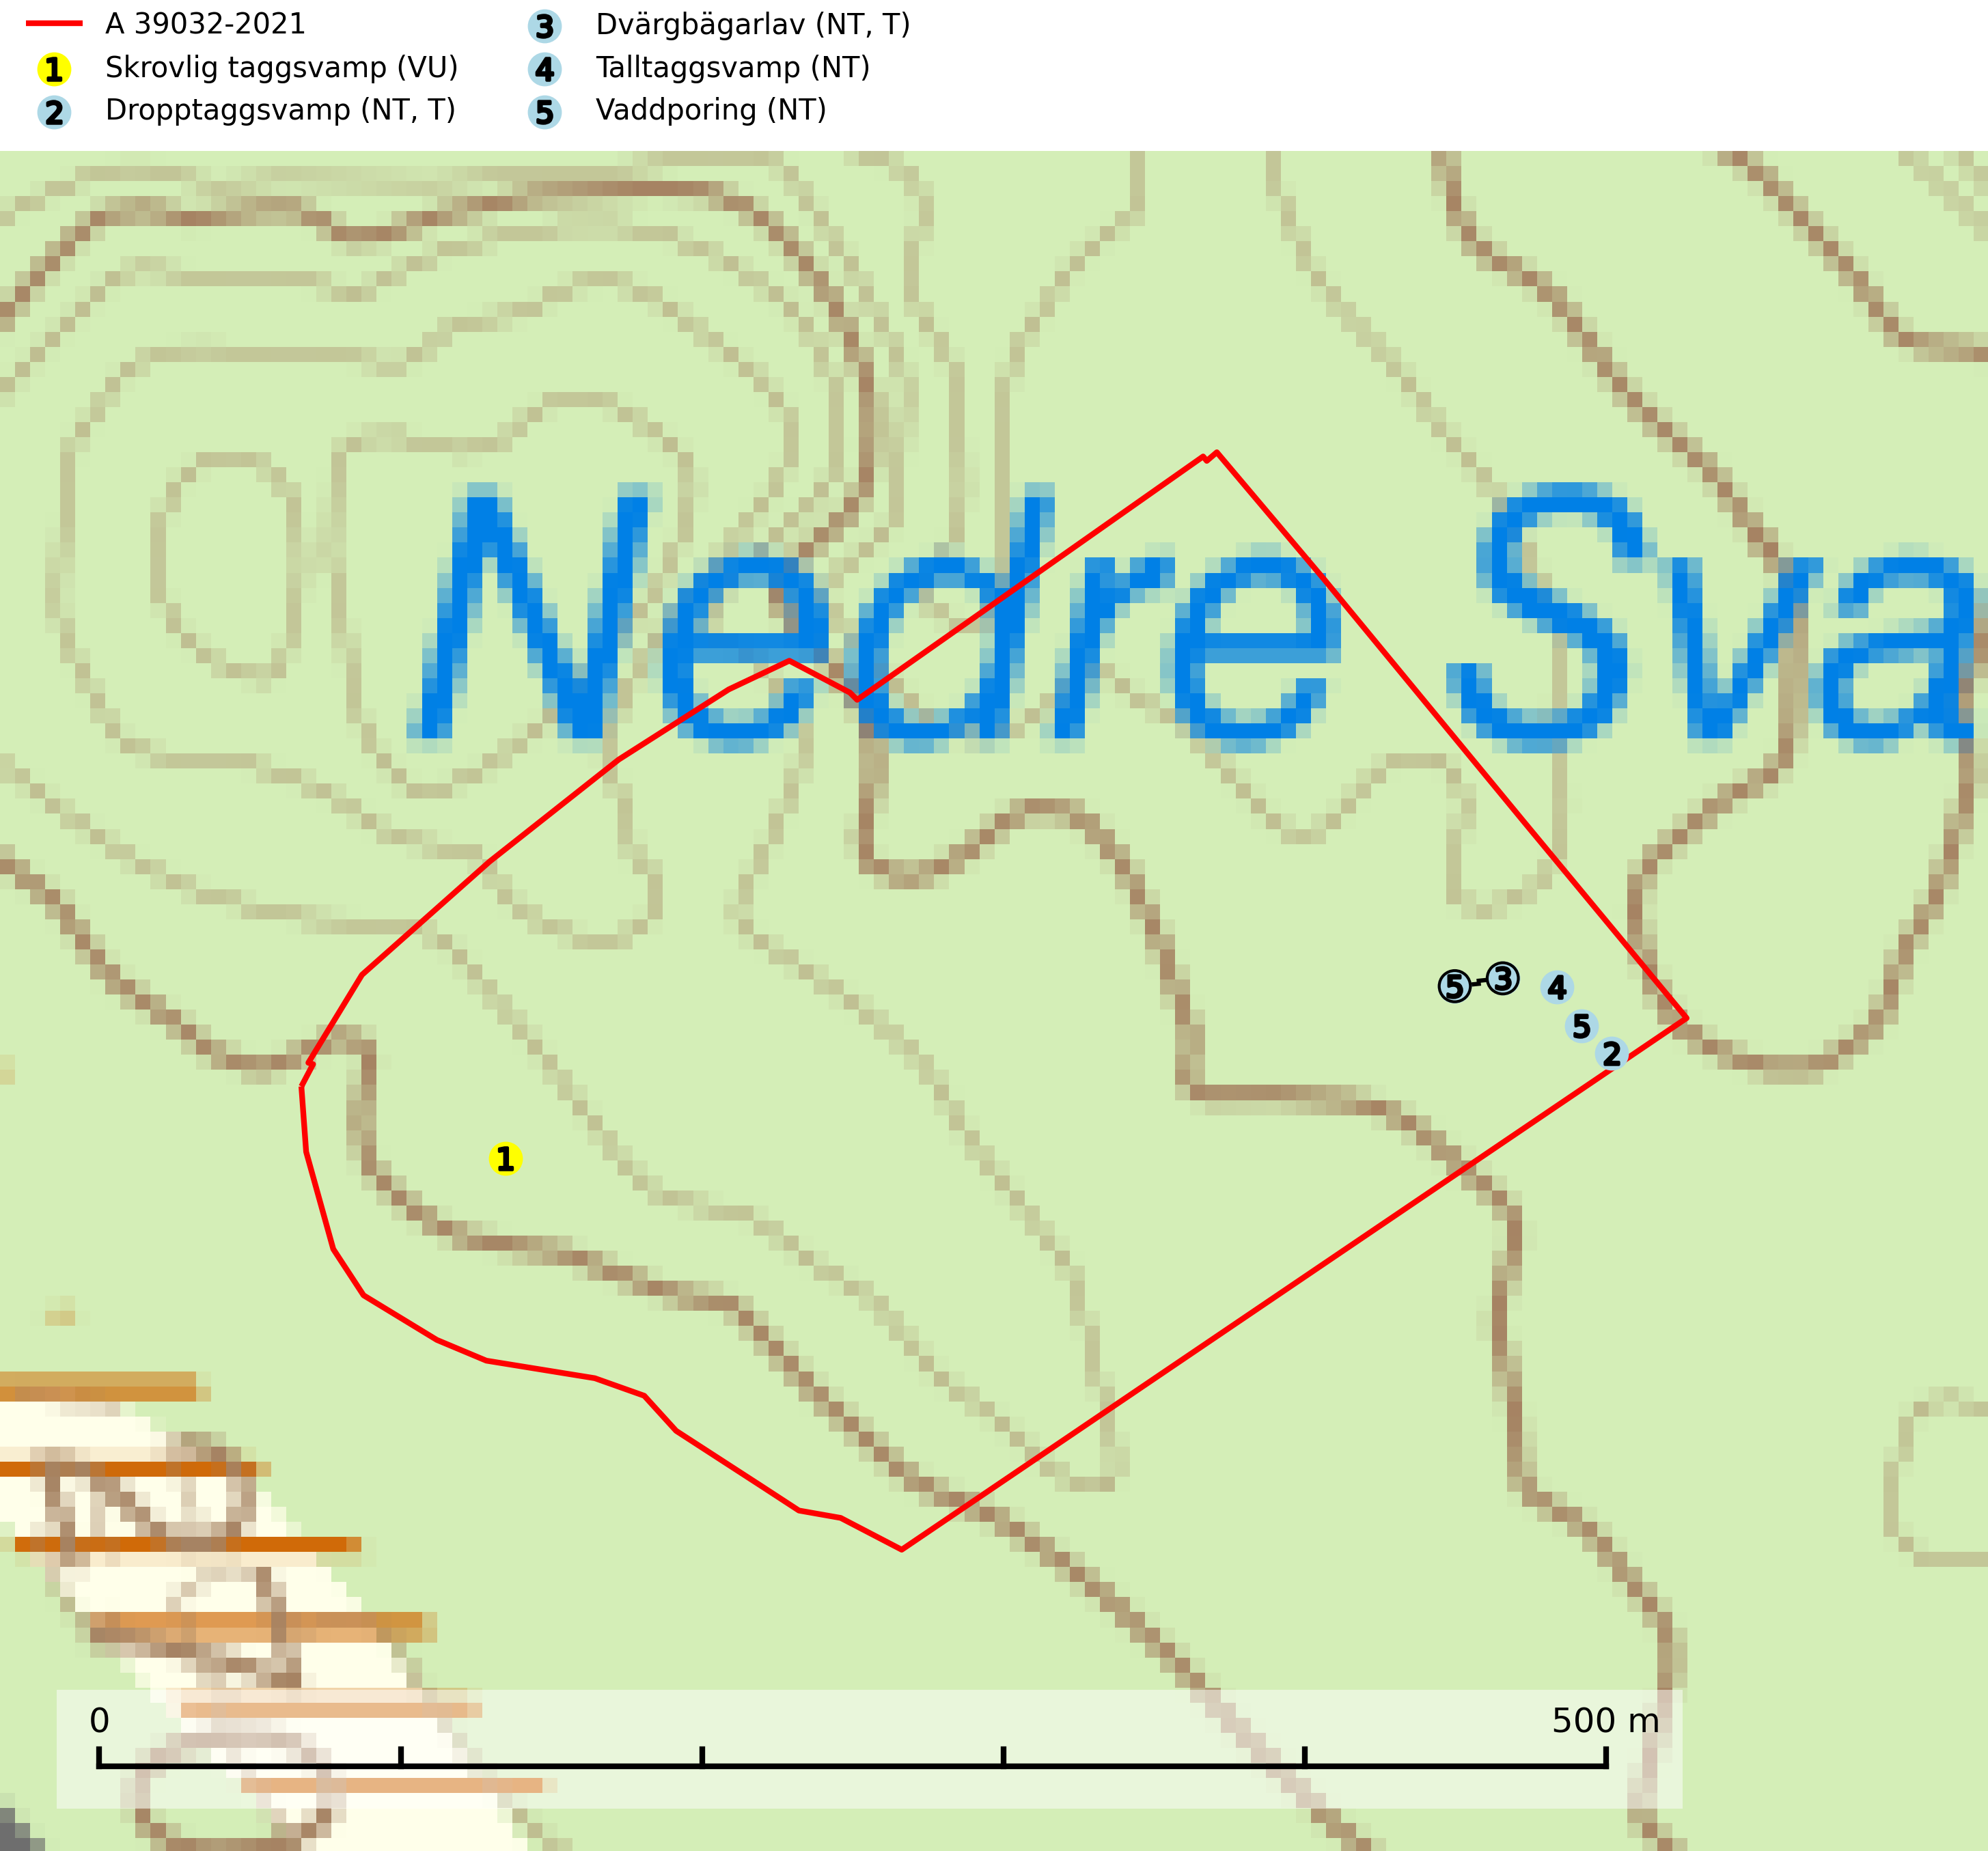 A 39032-2021
1 Skrovlig taggsvamp (VU)
2 Dropptaggsvamp (NT, T)
3 Dvärgbägarlav (NT, T)
4 Talltaggsvamp (NT)
5 Vaddporing (NT)
Nedre Sva
5 3 4
5
2
1
0 500 m